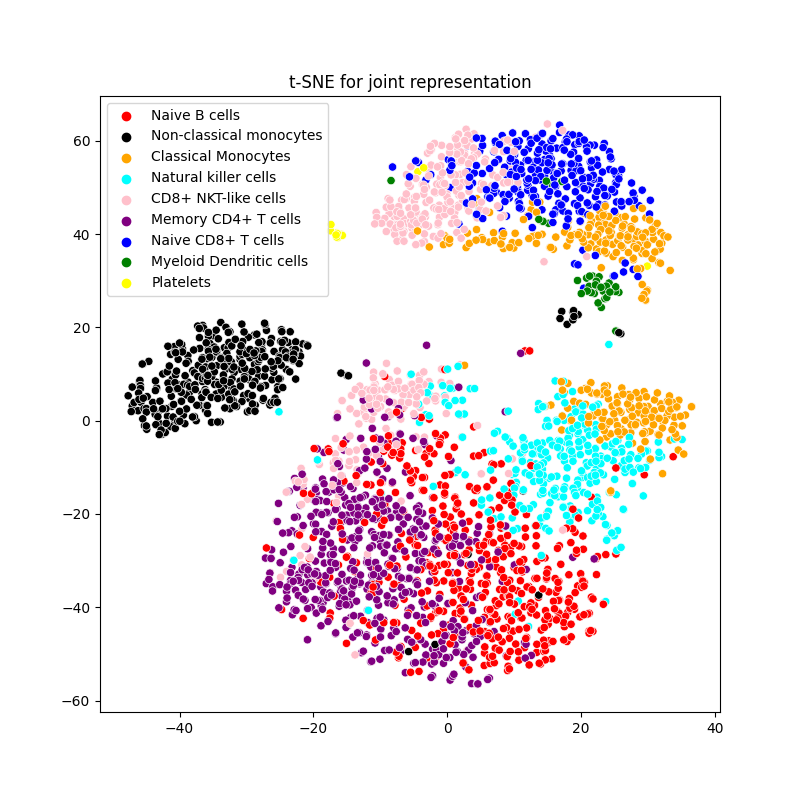 t-SNE for joint representation
Naive B cells
Non-classical monocytes
Classical Monocytes
Natural killer cells
CD8+ NKT-like cells
Memory CD4+ T cells
Naive CD8+ T cells
Myeloid Dendritic cells
Platelets
60
40
20
0
−20
−40
−60
−40
−20
0
20
40